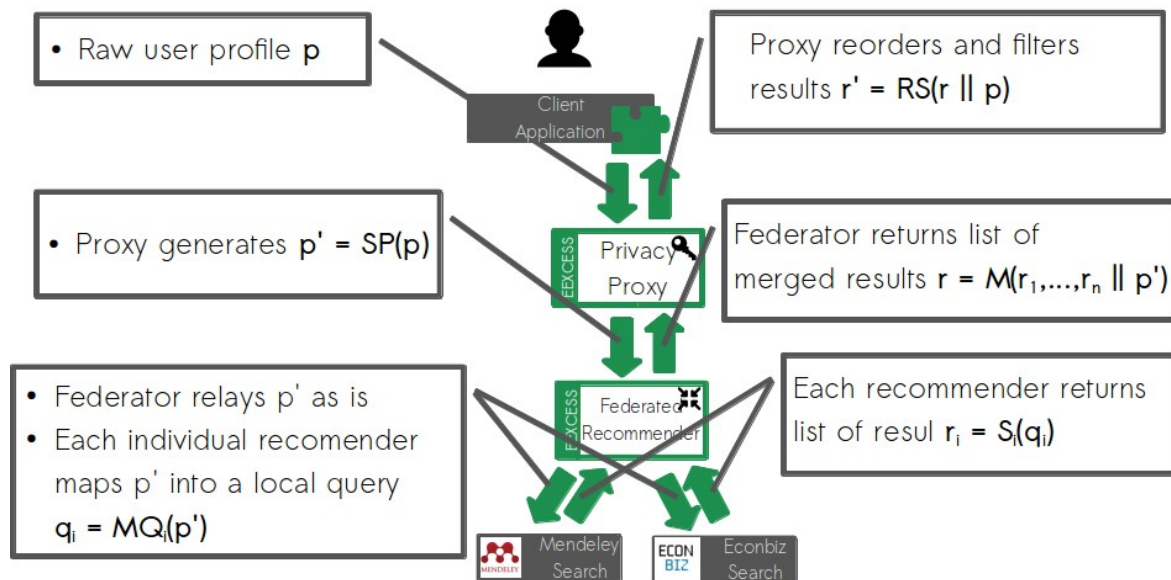 • Raw user profile p
Proxy reorders and filters
results r' = RS(r || p)
Client
Application
• Proxy generates p' = SP(p)
EEXCESS
Privacy
Proxy
Federator returns list of
merged results r = M(r₁,...,rₙ || p')
• Federator relays p' as is
• Each individual recomender
maps p' into a local query
qᵢ = MQᵢ(p')
EEXCESS
Federated
Recommender
Each recommender returns
list of resul rᵢ = Sᵢ(qᵢ)
MENDELEY
Mendeley
Search
ECON
BIZ
Econbiz
Search